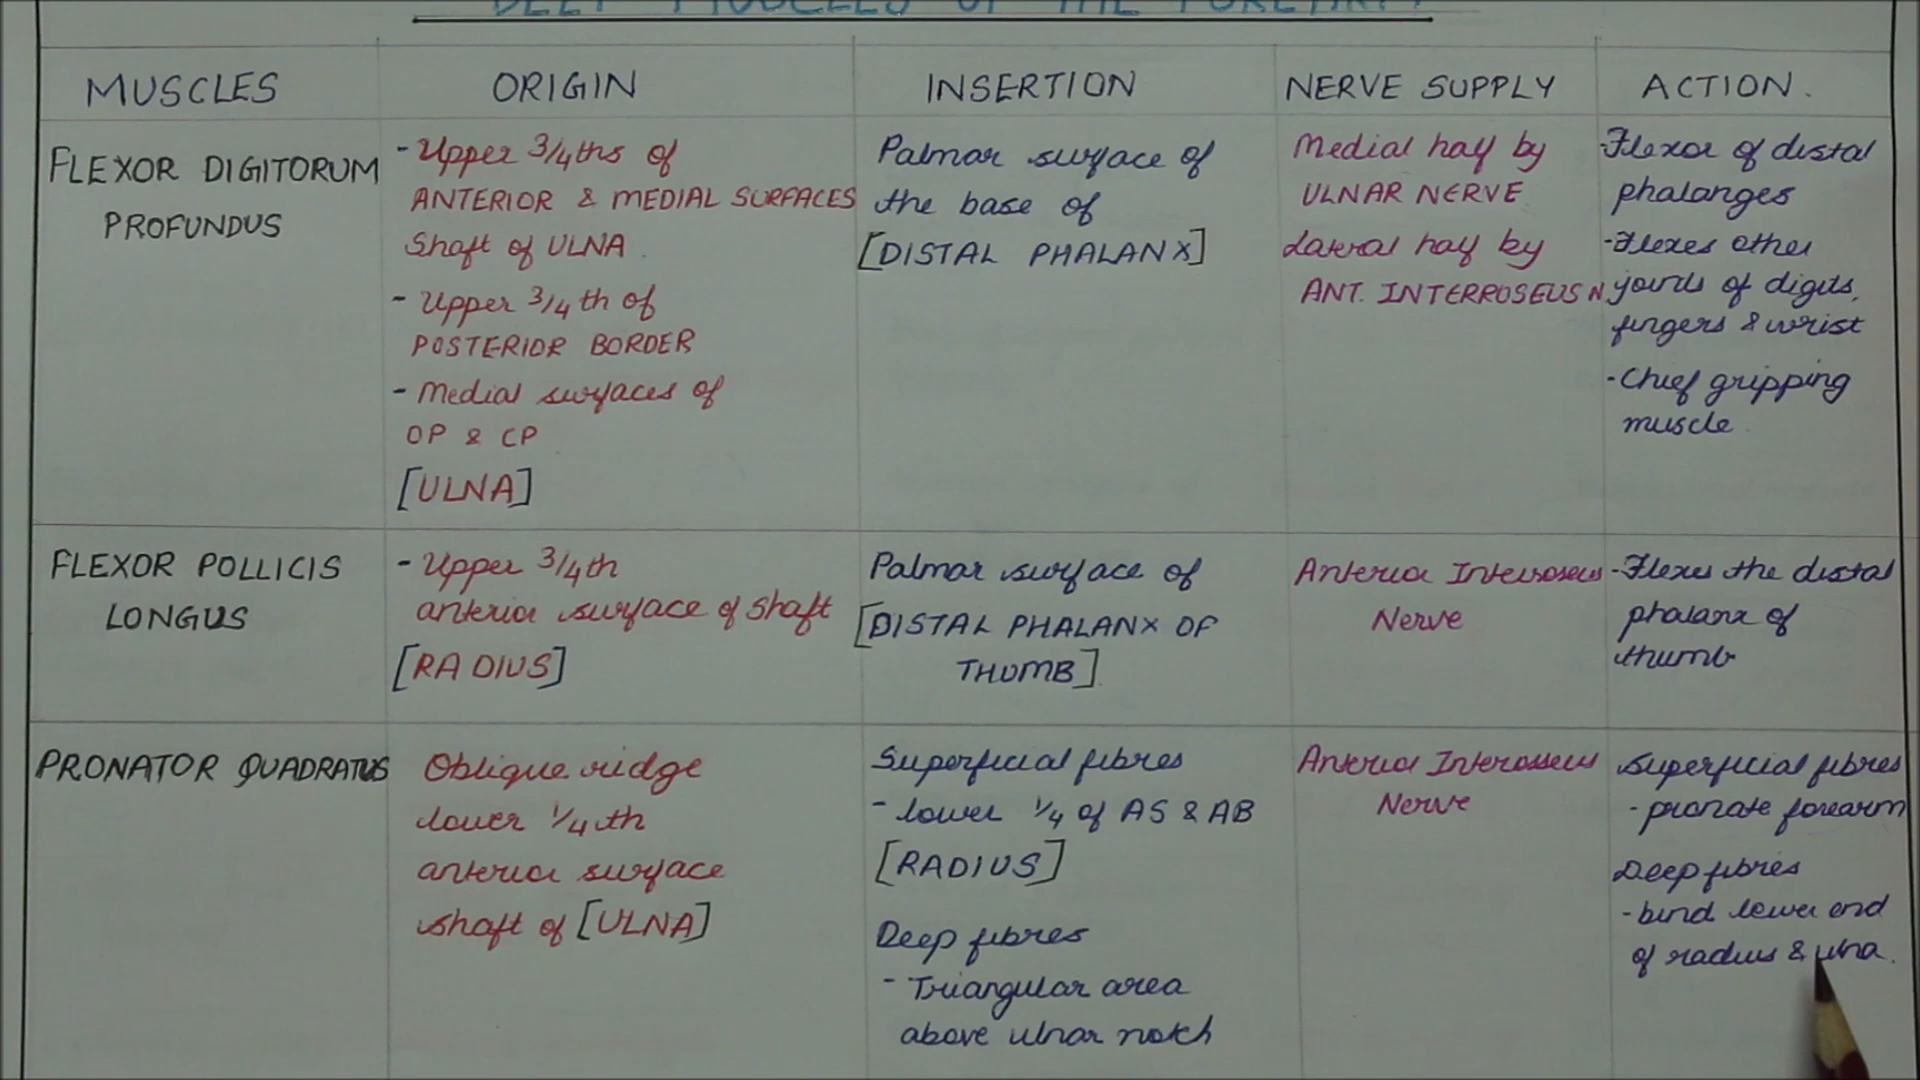 DEEP MUSCLES OF THE FOREARM
MUSCLES
ORIGIN
INSERTION
NERVE SUPPLY
ACTION.
FLEXOR DIGITORUM
PROFUNDUS
- Upper 3/4ths of
ANTERIOR & MEDIAL SURFACES
Shaft of ULNA.
- Upper 3/4th of
POSTERIOR BORDER
- Medial surfaces of
OP & CP
[ULNA]
Palmar surface of
the base of
[DISTAL PHALANX]
Medial half by
ULNAR NERVE
Lateral half by
ANT. INTERROSEUS N
-Flexor of distal
phalanges
-Flexes other
joints of digits,
fingers & wrist
-Chief gripping
muscle.
FLEXOR POLLICIS
LONGUS
- Upper 3/4th
anterior surface of shaft
[RADIUS]
Palmar surface of
[DISTAL PHALANX OF
THUMB]
Anterior Interosseus
Nerve
-Flexes the distal
phalanx of
thumb
PRONATOR QUADRATUS
Oblique ridge
lower 1/4th
anterior surface
shaft of [ULNA]
Superficial fibres
- lower 1/4 of AS & AB
[RADIUS]
Deep fibres
- Triangular area
above ulnar notch
Anterior Interosseus
Nerve
Superficial fibres
- pronate forearm
Deep fibres
- bind lower end
of radius & ulna.